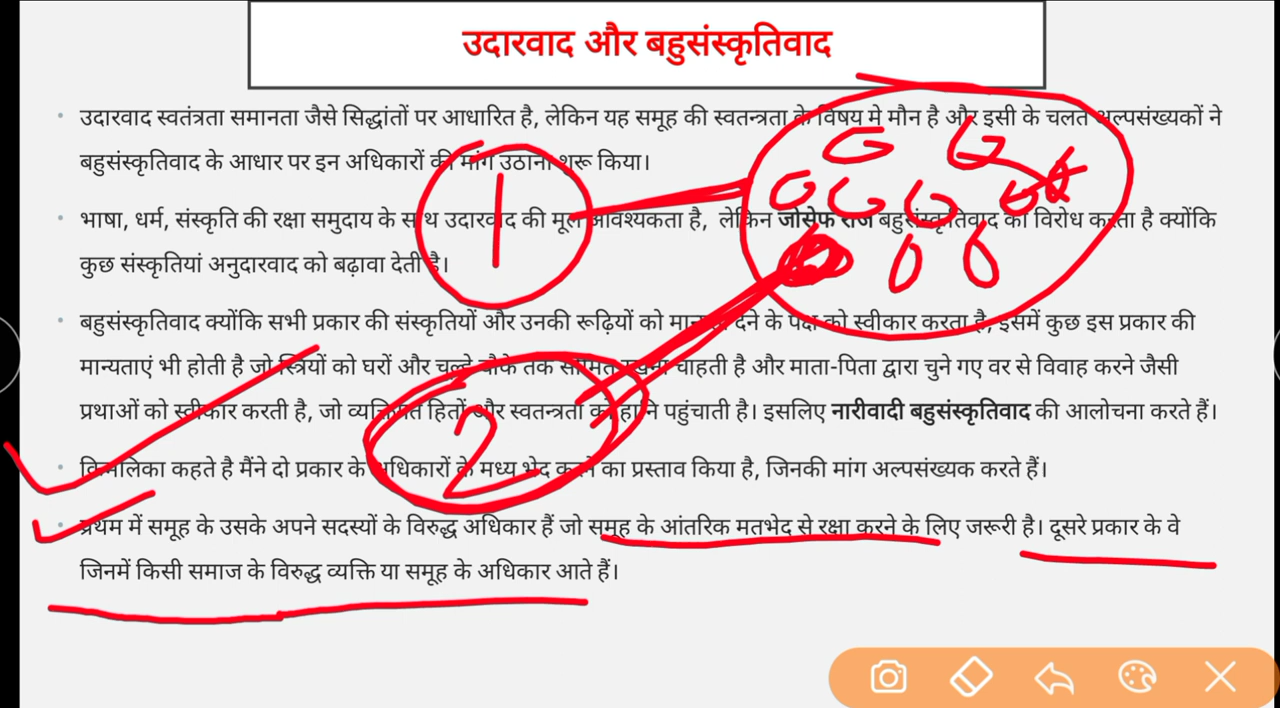 उदारवाद और बहुसंस्कृतिवाद
उदारवाद स्वतंत्रता समानता जैसे सिद्धांतों पर आधारित है, लेकिन यह समूह की स्वतन्त्रता के विषय मे मौन है और इसी के चलते अल्पसंख्यकों ने
बहुसंस्कृतिवाद के आधार पर इन अधिकारों की मांग उठाना शुरू किया।
भाषा, धर्म, संस्कृति की रक्षा समुदाय के साथ उदारवाद की मूल आवश्यकता है, लेकिन जोसेफ राज बहुसंस्कृतिवाद का विरोध करता है क्योंकि
कुछ संस्कृतियां अनुदारवाद को बढ़ावा देती है।
बहुसंस्कृतिवाद क्योंकि सभी प्रकार की संस्कृतियों और उनकी रूढ़ियों को मान्यता देने के पक्ष को स्वीकार करता है, इसमें कुछ इस प्रकार की
मान्यताएं भी होती है जो स्त्रियों को घरों और चूल्हे चौके तक सीमित रखना चाहती है और माता-पिता द्वारा चुने गए वर से विवाह करने जैसी
प्रथाओं को स्वीकार करती है, जो व्यक्तिगत हितों और स्वतन्त्रता को हानि पहुंचाती है। इसलिए नारीवादी बहुसंस्कृतिवाद की आलोचना करते हैं।
किमलिका कहते है मैंने दो प्रकार के अधिकारों के मध्य भेद करने का प्रस्ताव किया है, जिनकी मांग अल्पसंख्यक करते हैं।
प्रथम में समूह के उसके अपने सदस्यों के विरुद्ध अधिकार हैं जो समूह के आंतरिक मतभेद से रक्षा करने के लिए जरूरी है। दूसरे प्रकार के वे
जिनमें किसी समाज के विरुद्ध व्यक्ति या समूह के अधिकार आते हैं।
1
2